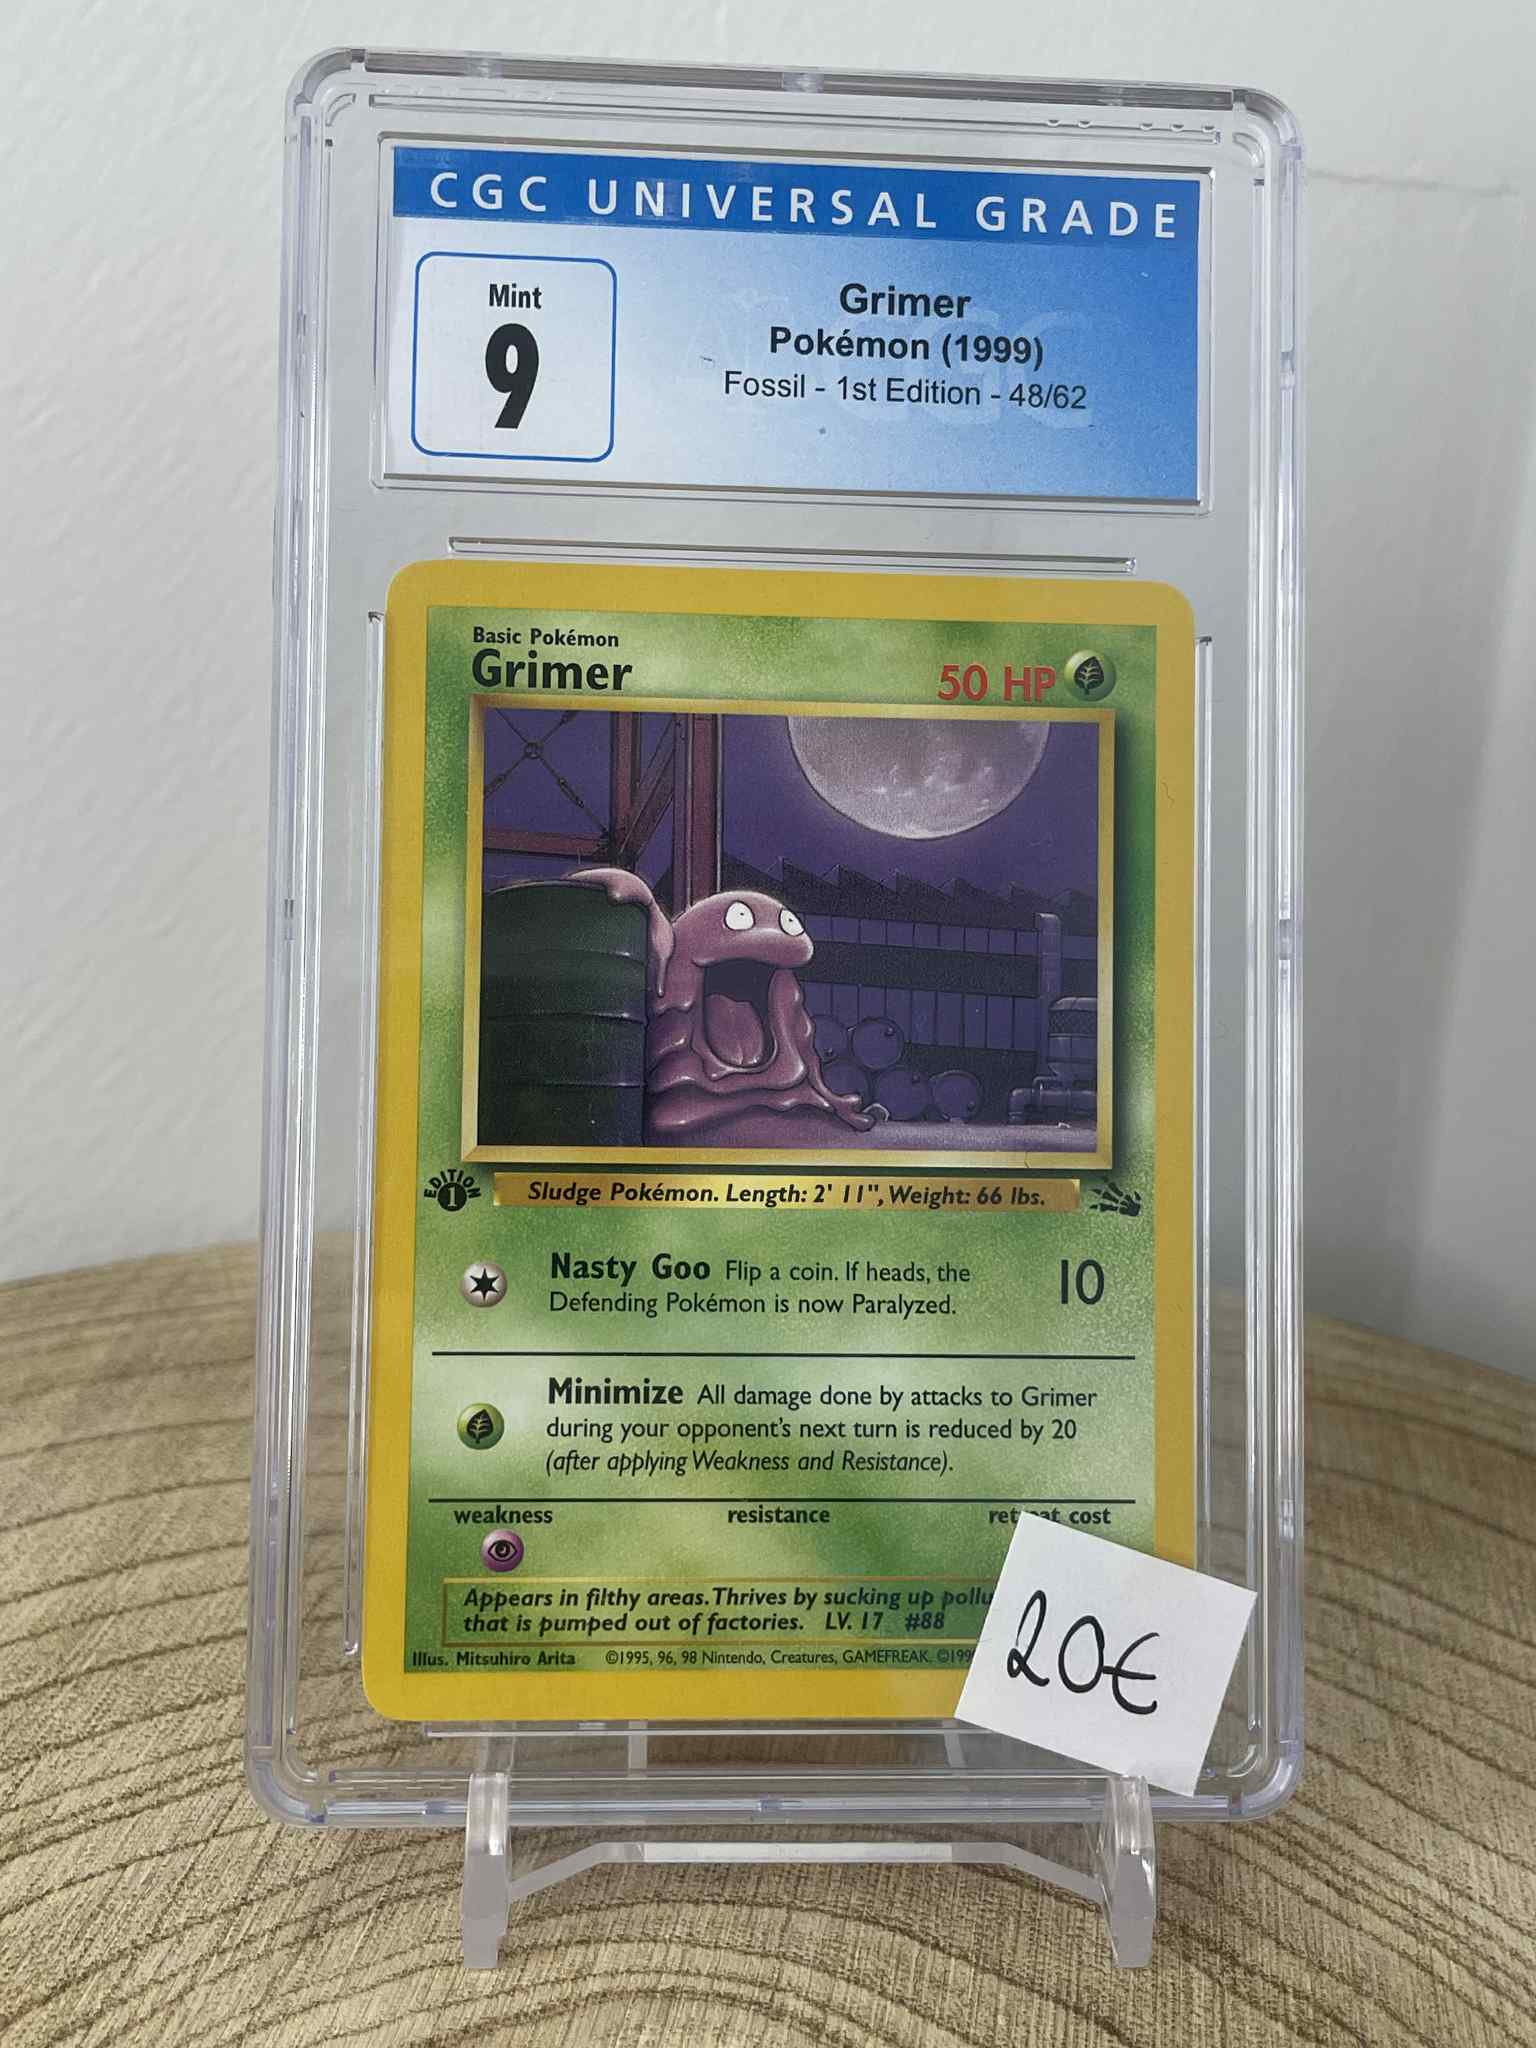 CGC UNIVERSAL GRADE
Mint
9
Grimer
Pokémon (1999)
Fossil - 1st Edition - 48/62
Basic Pokémon
Grimer
50 HP
EDITION
1
Sludge Pokémon. Length: 2' 11", Weight: 66 lbs.
Nasty Goo Flip a coin. If heads, the
Defending Pokémon is now Paralyzed.
10
Minimize All damage done by attacks to Grimer
during your opponent's next turn is reduced by 20
(after applying Weakness and Resistance).
weakness resistance retreat cost
Appears in filthy areas. Thrives by sucking up
that is pumped out of factories. LV. 17 #88
Illus. Mitsuhiro Arita ©1995, 96, 98 Nintendo, Creatures, GAMEFREAK.
20€